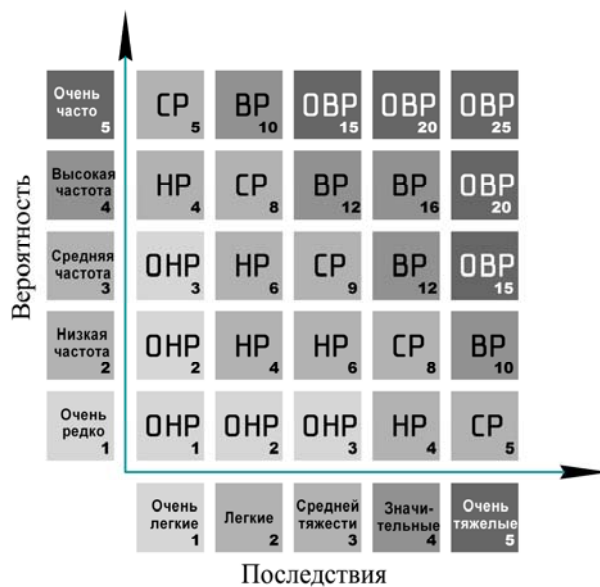 Вероятность
Очень
часто
5
СР 5
ВР 10
ОВР 15
ОВР 20
ОВР 25
Высокая
частота
4
НР 4
СР 8
ВР 12
ВР 16
ОВР 20
Средняя
частота
3
ОНР 3
НР 6
СР 9
ВР 12
ОВР 15
Низкая
частота
2
ОНР 2
НР 4
НР 6
СР 8
ВР 10
Очень
редко
1
ОНР 1
ОНР 2
ОНР 3
НР 4
СР 5
Очень
легкие
1
Легкие
2
Средней
тяжести
3
Значи-
тельные
4
Очень
тяжелые
5
Последствия